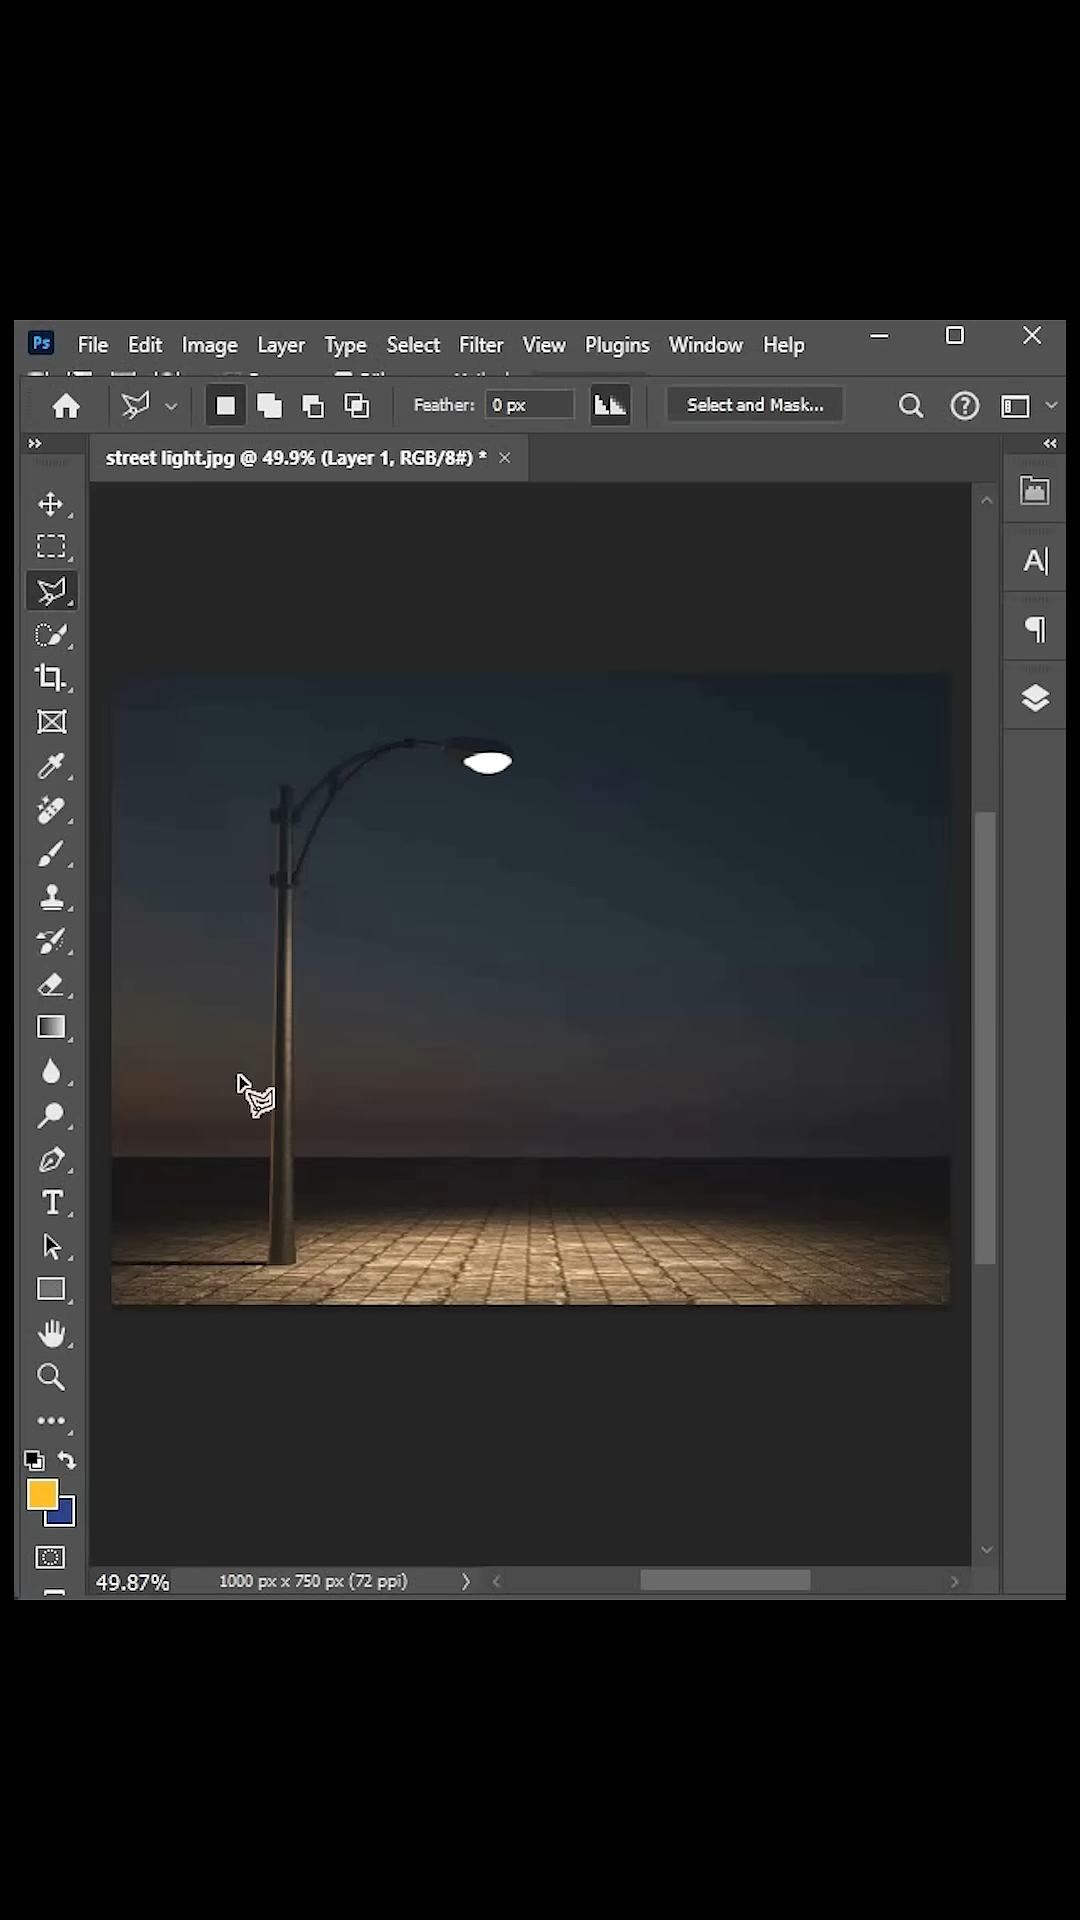 Ps File Edit Image Layer Type Select Filter View Plugins Window Help
Feather: 0 px Select and Mask...
street light.jpg @ 49.9% (Layer 1, RGB/8#) *
49.87% 1000 px x 750 px (72 ppi)